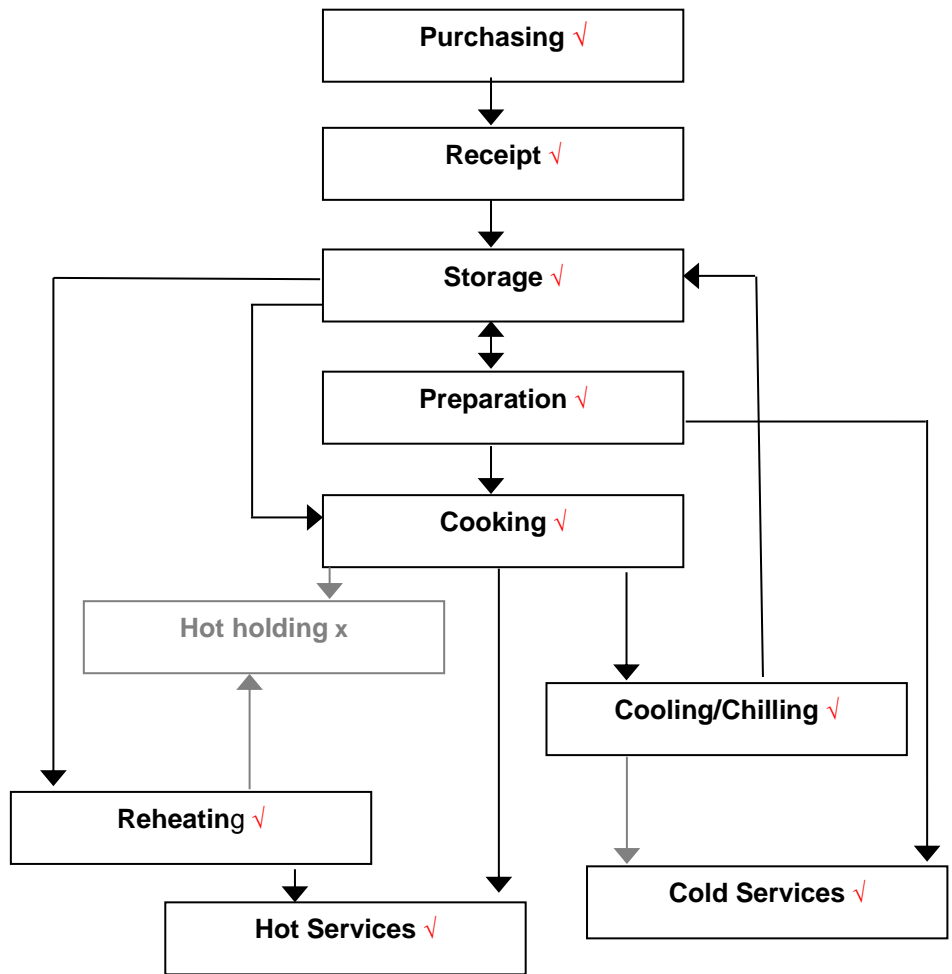 Purchasing √
Receipt √
Storage √
Preparation √
Cooking √
Hot holding x
Cooling/Chilling √
Reheating √
Cold Services √
Hot Services √